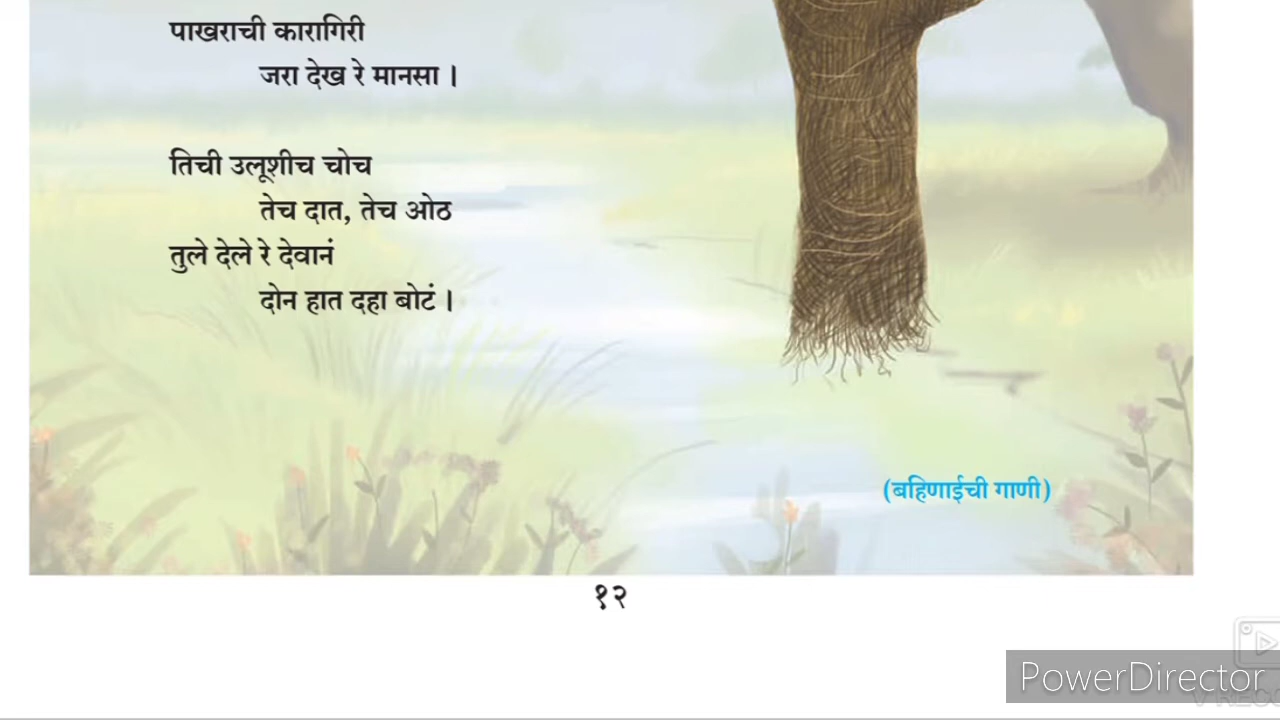 पाखराची कारागिरी
जरा देख रे मानसा ।
तिची उलूशीच चोच
तेच दात, तेच ओठ
तुले देले रे देवानं
दोन हात दहा बोटं ।
(बहिणाईची गाणी)
१२
PowerDirector